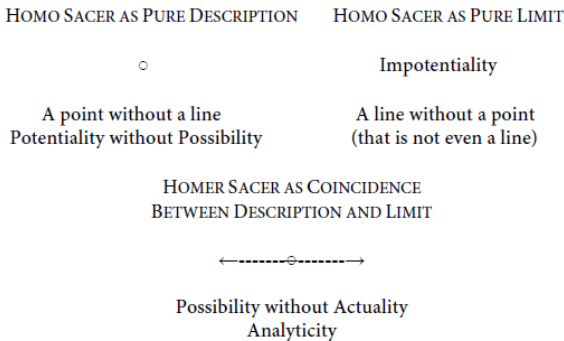 HOMO SACER AS PURE DESCRIPTION
○
A point without a line
Potentiality without Possibility
HOMO SACER AS PURE LIMIT
Impotentiality
A line without a point
(that is not even a line)
HOMER SACER AS COINCIDENCE
BETWEEN DESCRIPTION AND LIMIT
←-------○-------→
Possibility without Actuality
Analyticity